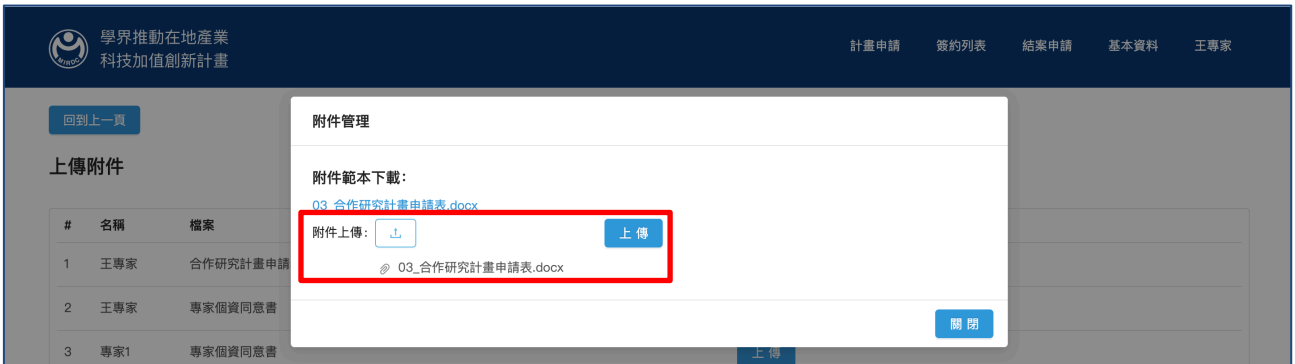 學界推動在地產業
科技加值創新計畫
計畫申請 簽約列表 結案申請 基本資料 王專家
回到上一頁
上傳附件
# 名稱 檔案
1 王專家 合作研究計畫申請
2 王專家 專家個資同意書
3 專家1 專家個資同意書 上傳
附件管理
附件範本下載:
03_合作研究計畫申請表.docx
附件上傳: 上傳
03_合作研究計畫申請表.docx
關閉